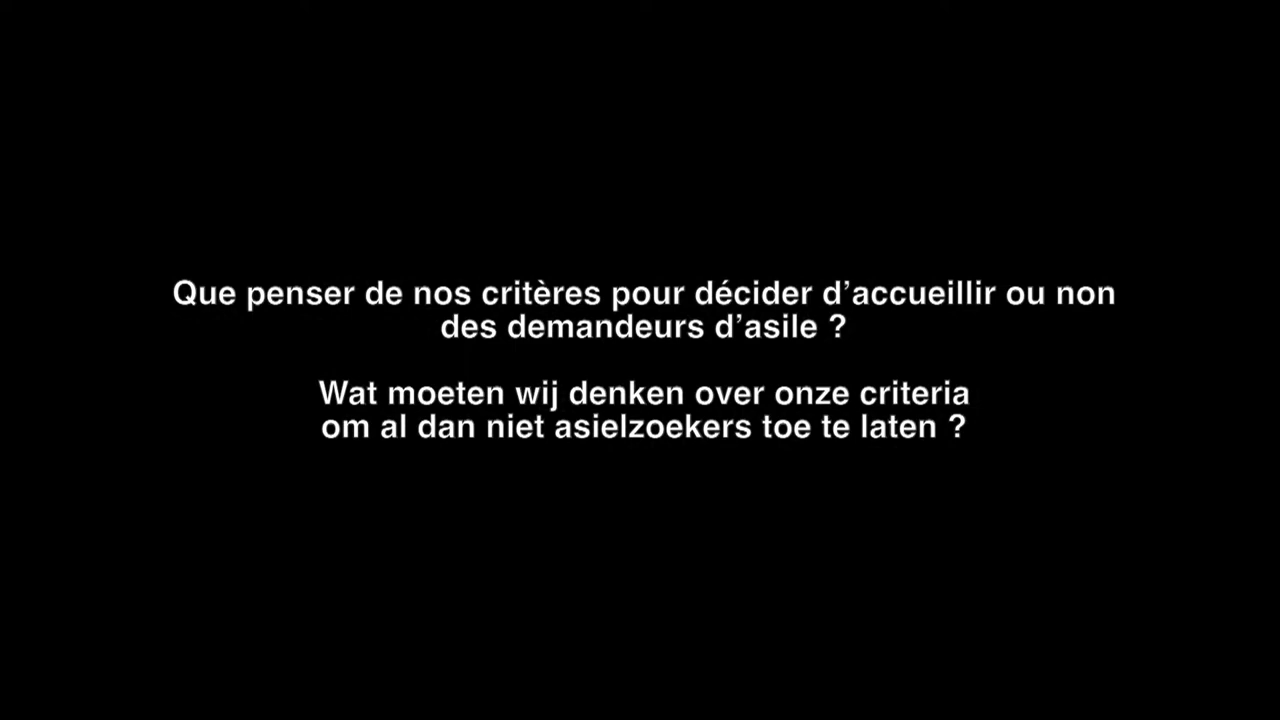 Que penser de nos critères pour décider d’accueillir ou non
des demandeurs d’asile ?
Wat moeten wij denken over onze criteria
om al dan niet asielzoekers toe te laten ?